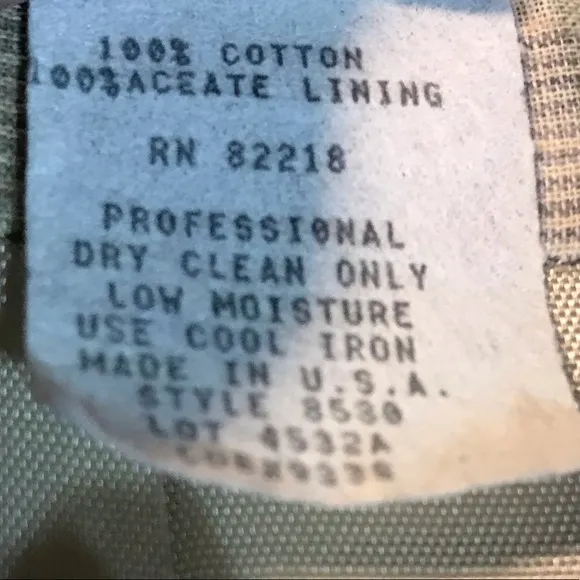 100% COTTON
100%ACEATE LINING
RN 82218
PROFESSIONAL
DRY CLEAN ONLY
LOW MOISTURE
USE COOL IRON
MADE IN U.S.A.
STYLE 8530
LOT 4532A